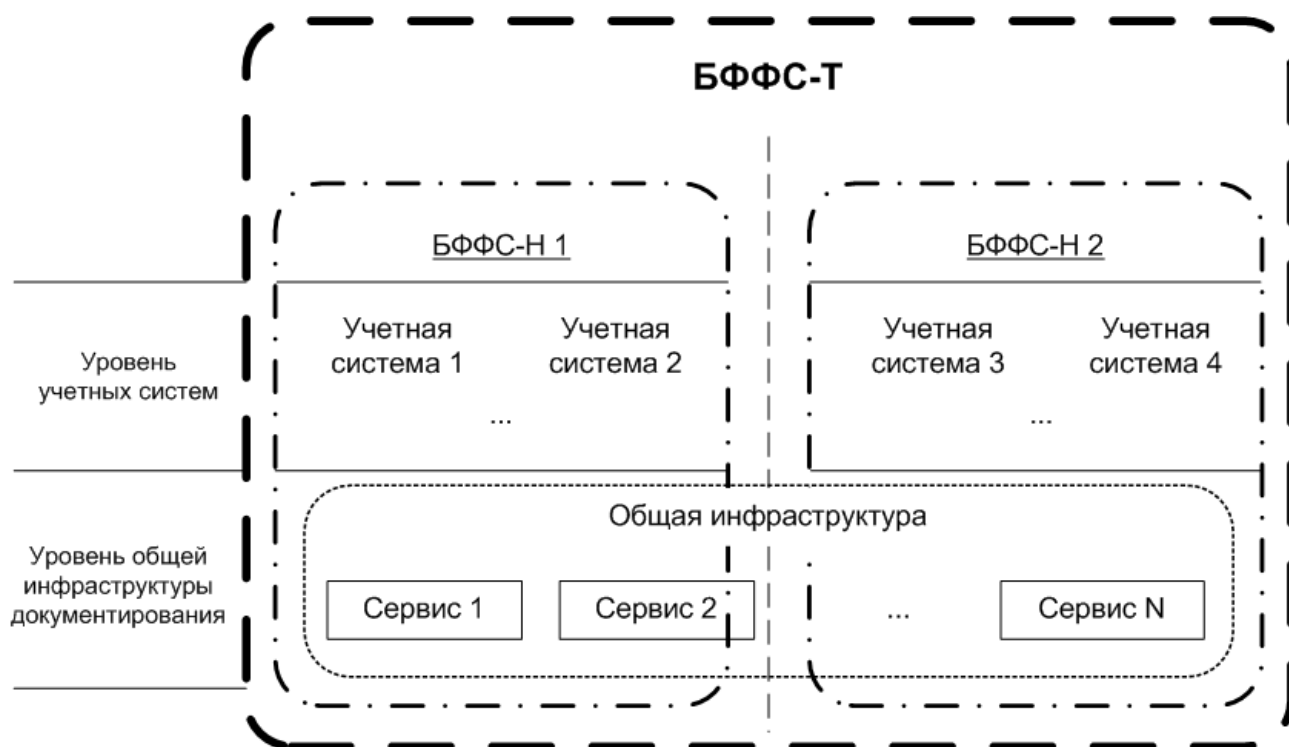 БФФС-Т
БФФС-Н 1
БФФС-Н 2
Уровень
учетных систем
Учетная
система 1
Учетная
система 2
...
Учетная
система 3
Учетная
система 4
...
Уровень общей
инфраструктуры
документирования
Общая инфраструктура
Сервис 1
Сервис 2
...
Сервис N